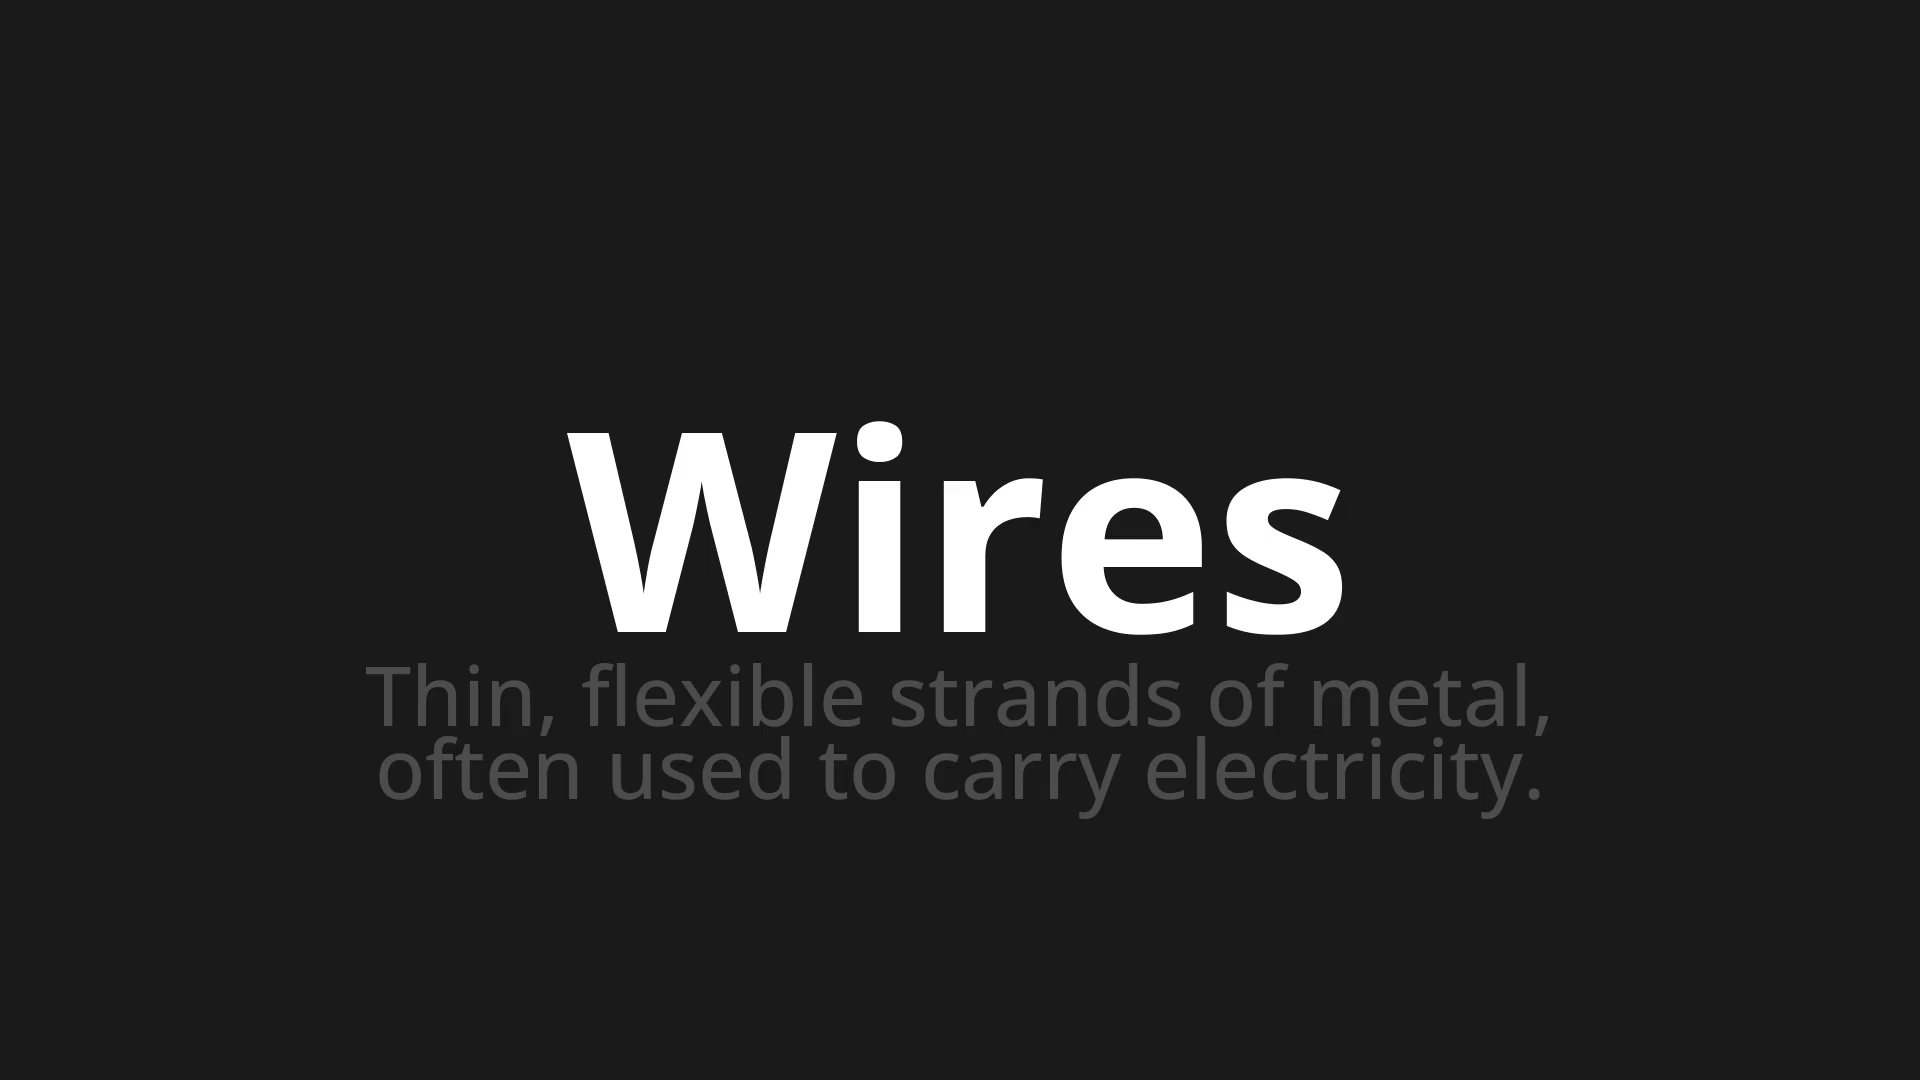 Wires
Thin, flexible strands of metal,
often used to carry electricity.